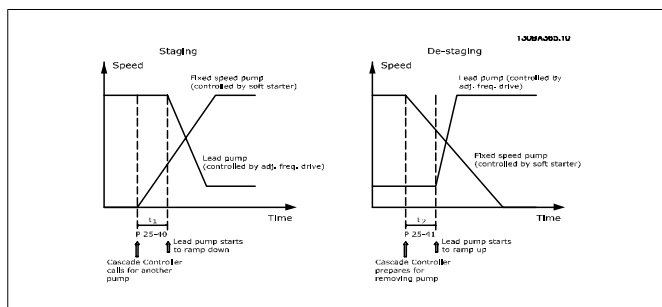 130BA365.10
Staging
Speed
Fixed speed pump
(controlled by soft starter)
Lead pump
(controlled by adj. freq. drive)
Time
t1
P 25-40
Lead pump starts
to ramp down
Cascade Controller
calls for another
pump
De-staging
Speed
Lead pump (controlled by
adj. freq. drive)
Fixed speed pump
(controlled by soft starter)
Time
t2
P 25-41
Lead pump starts
to ramp up
Cascade Controller
prepares for
removing pump